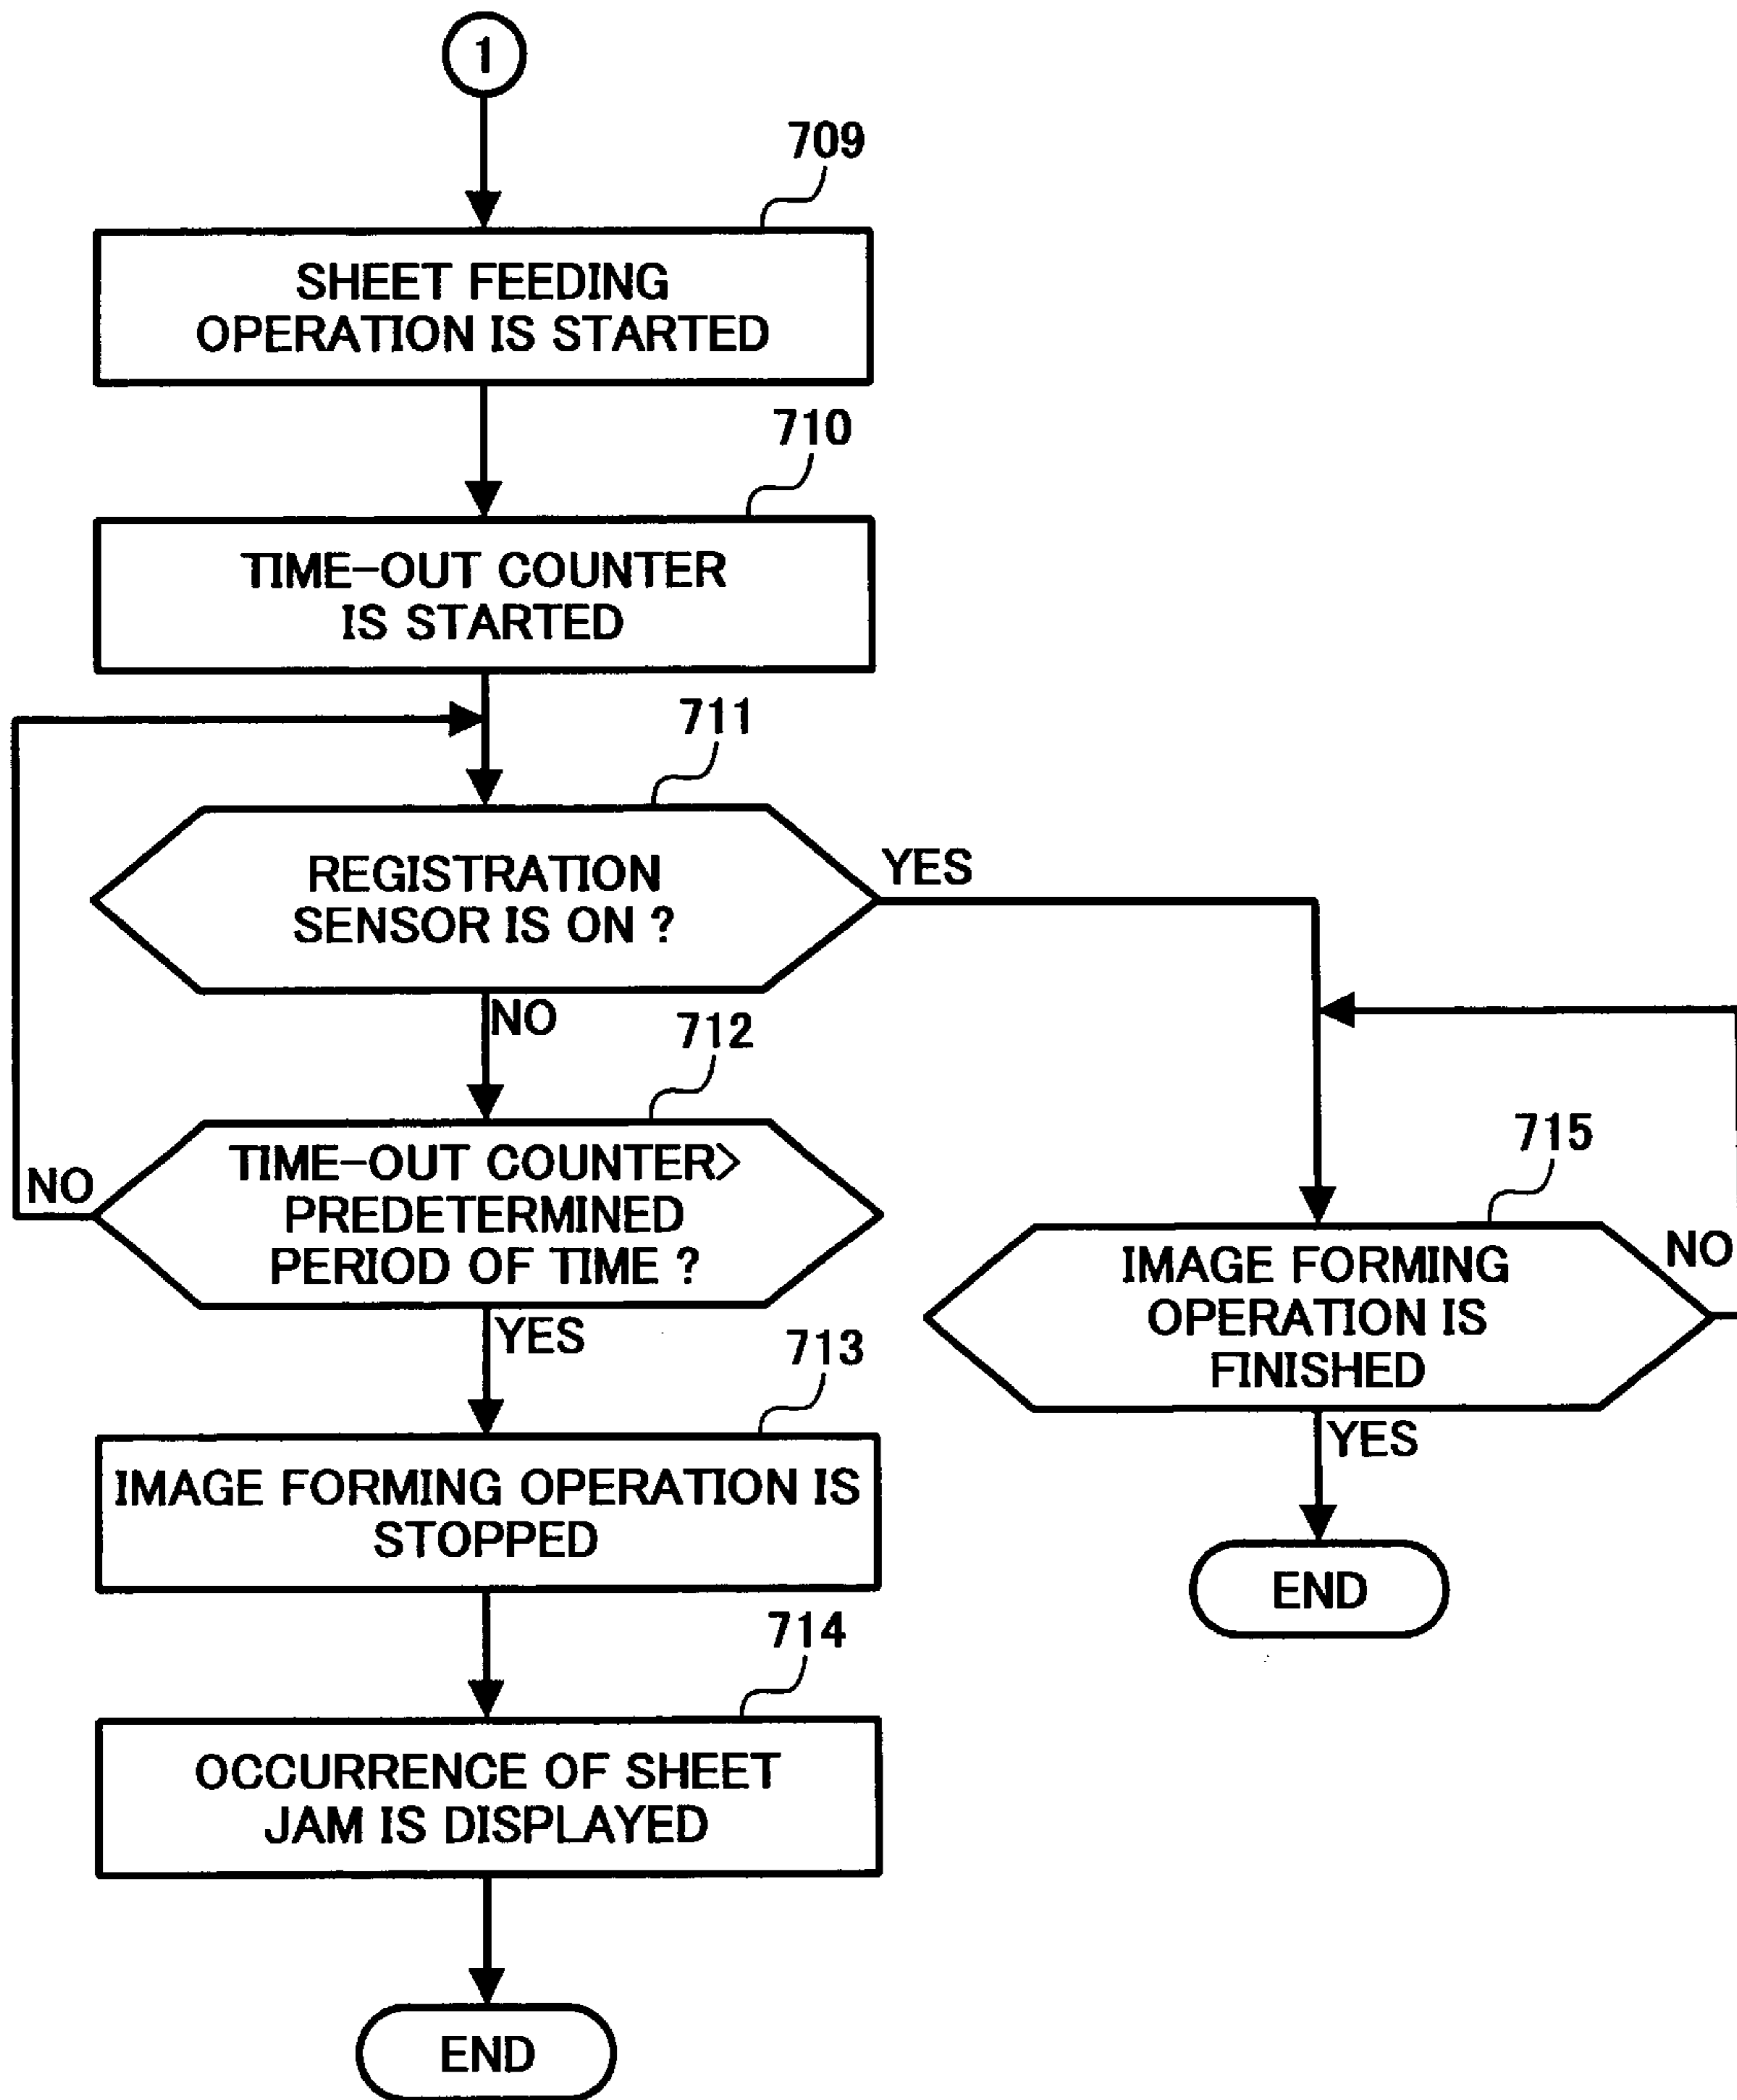 1
709
SHEET FEEDING
OPERATION IS STARTED
710
TIME-OUT COUNTER
IS STARTED
711
REGISTRATION
SENSOR IS ON ?
YES
NO
712
TIME-OUT COUNTER>
PREDETERMINED
PERIOD OF TIME ?
NO
YES
713
IMAGE FORMING OPERATION IS
STOPPED
714
OCCURRENCE OF SHEET
JAM IS DISPLAYED
END
715
IMAGE FORMING
OPERATION IS
FINISHED
NO
YES
END